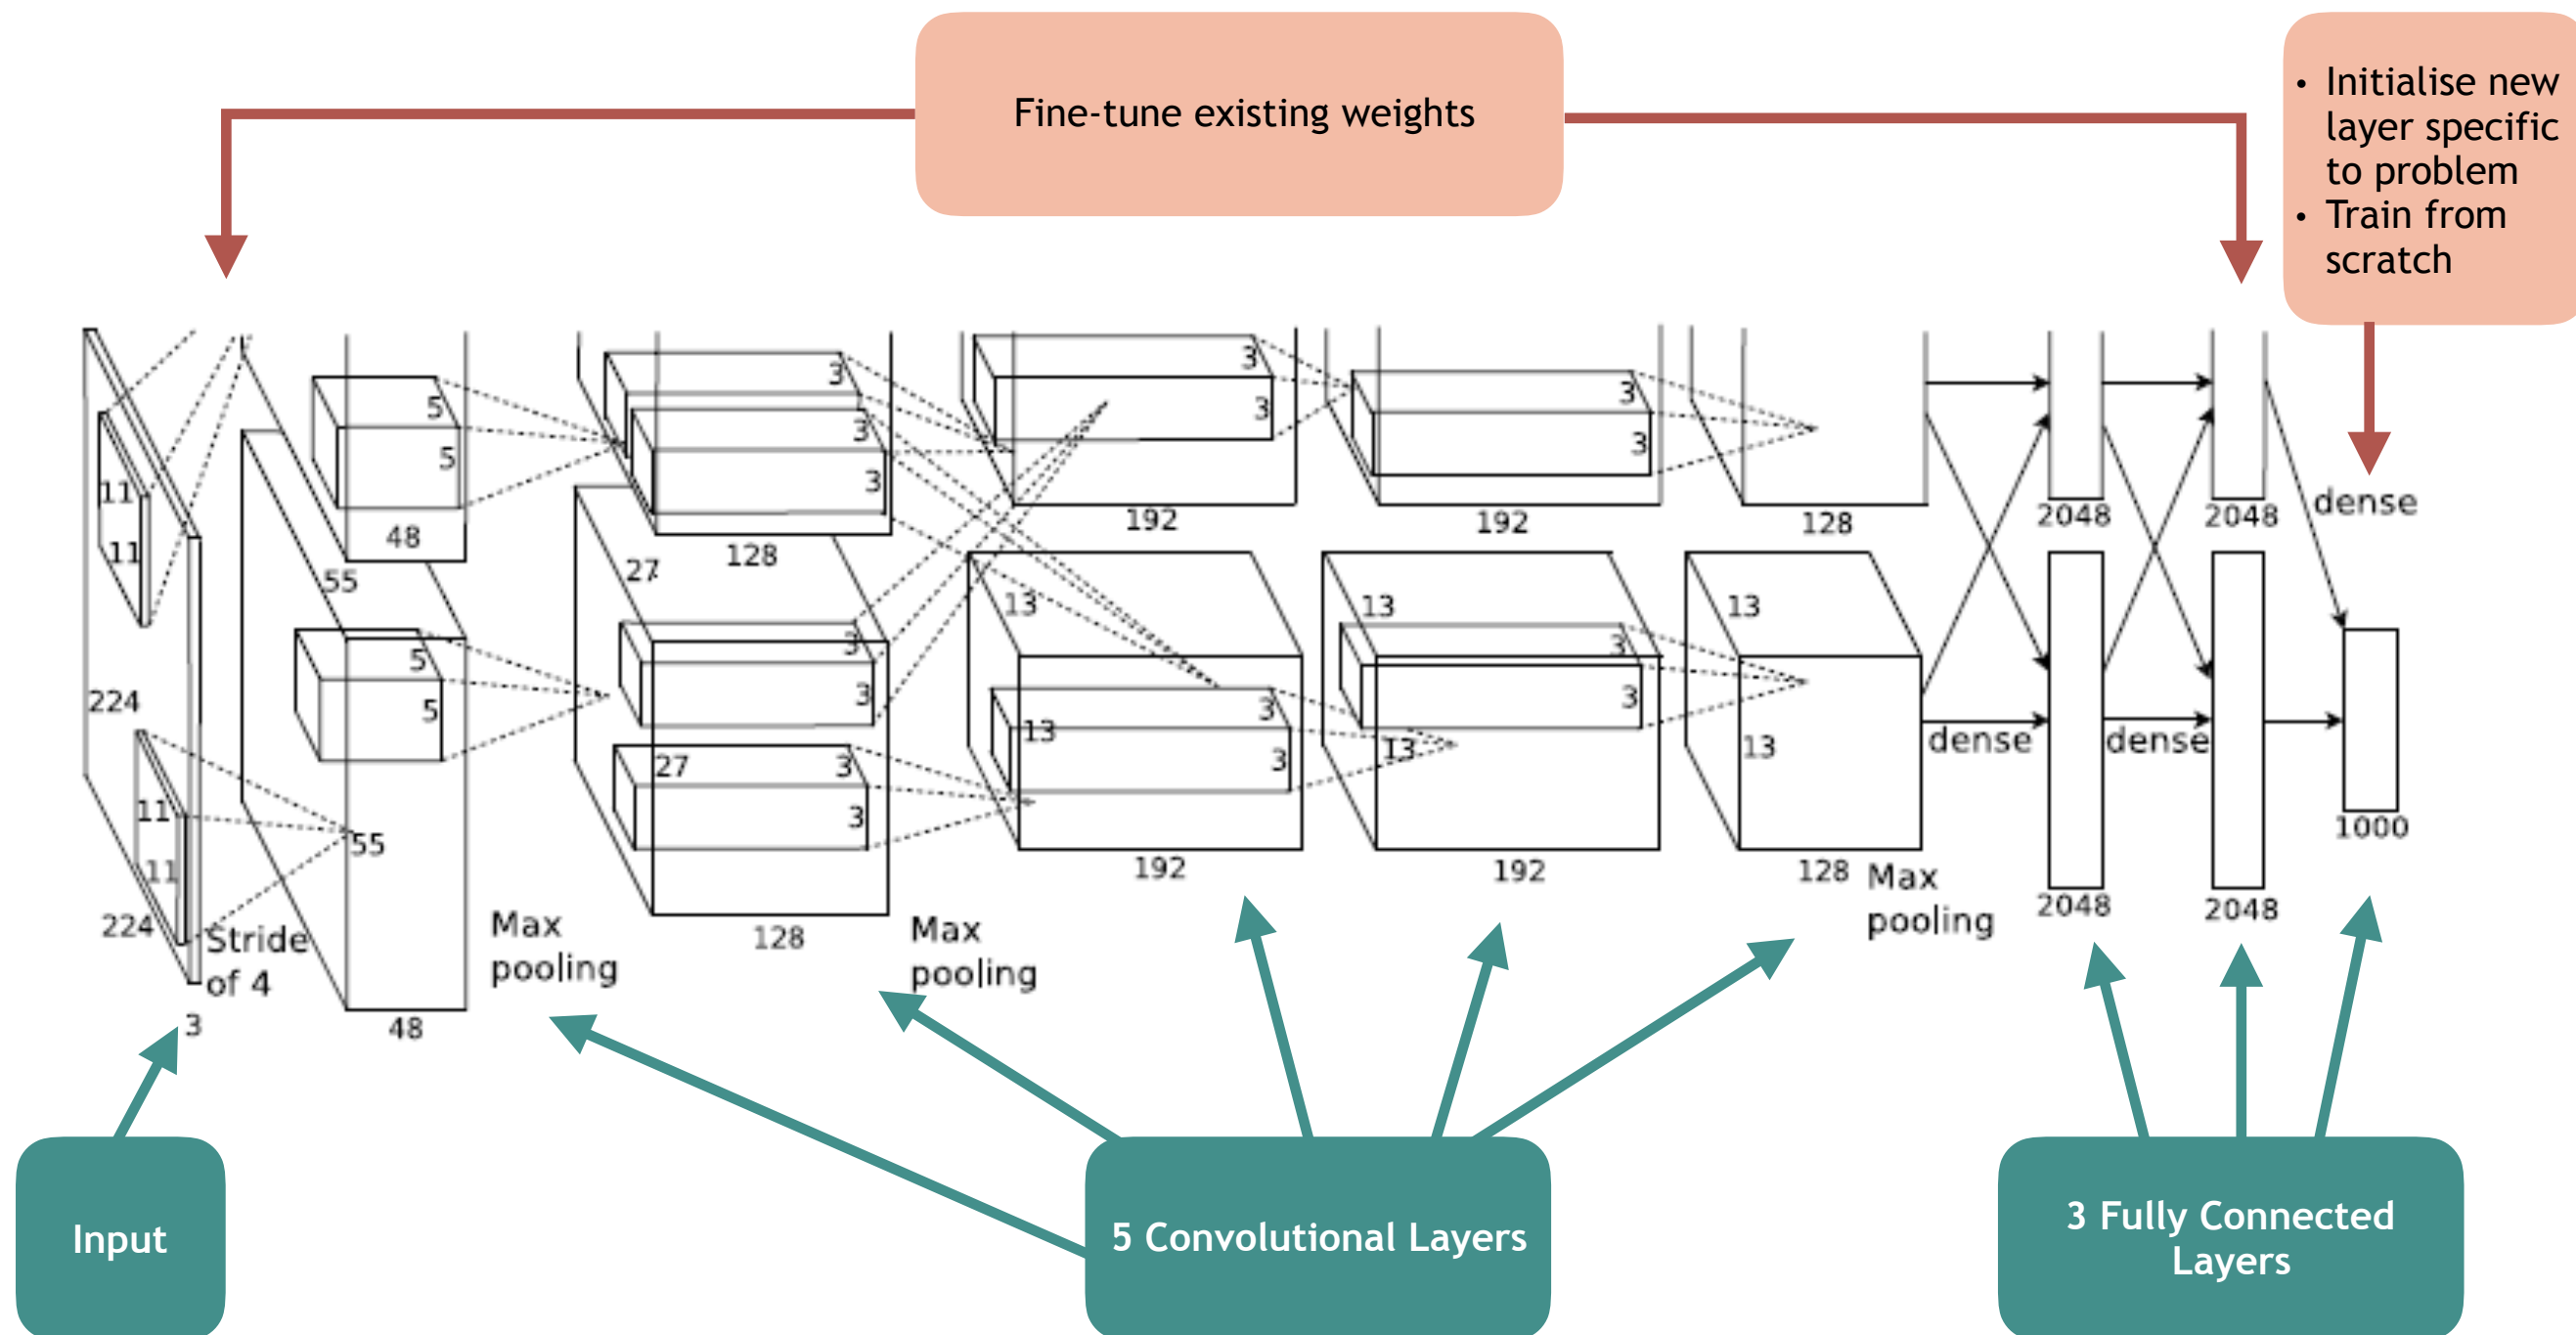 Fine-tune existing weights
• Initialise new
layer specific
to problem
• Train from
scratch
3
3
3
3
3
3
3
3
5
5
11
11
48
55
128
27
192
192
128
2048
2048
dense
13
13
13
5
5
3
3
3
3
224
13
3
3
13
13
dense
dense
27
3
3
11
11
55
224
Stride
of 4
3
48
Max
pooling
128
Max
pooling
192
192
128
Max
pooling
2048
2048
1000
Input
5 Convolutional Layers
3 Fully Connected
Layers